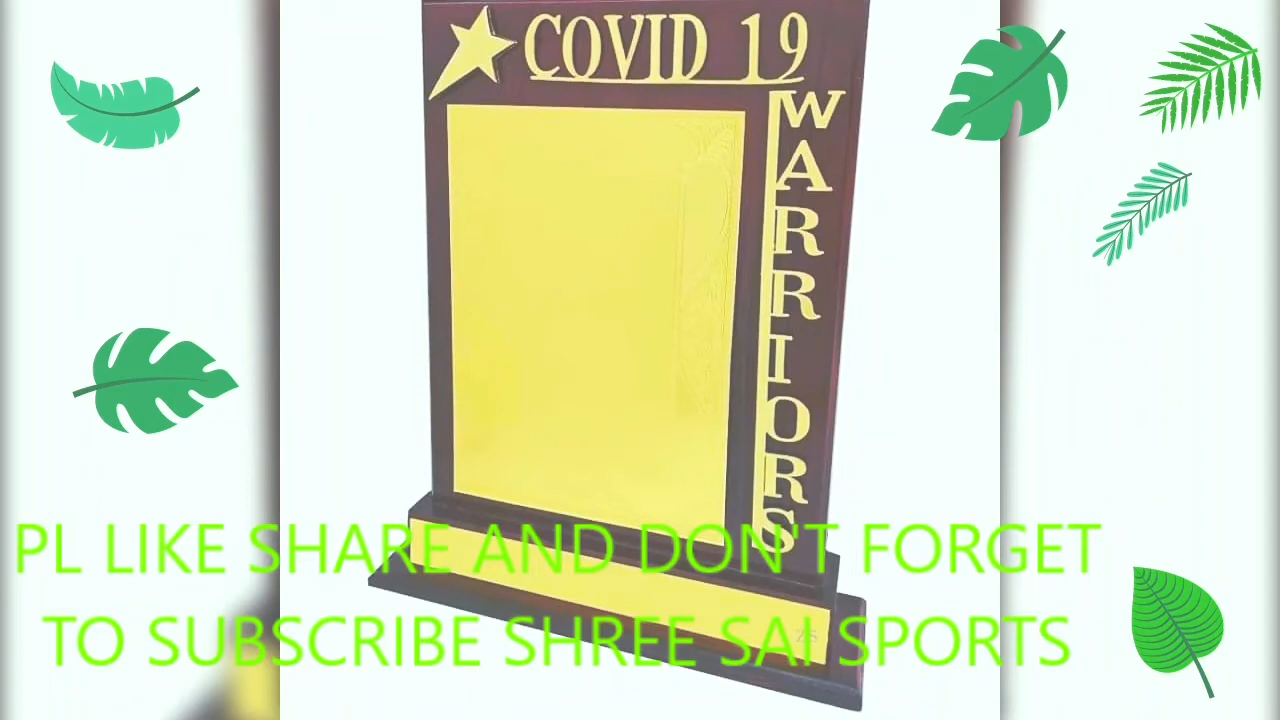 COVID 19
WARRIORS
PL LIKE SHARE AND DON'T FORGET
TO SUBSCRIBE SHREE SAI SPORTS